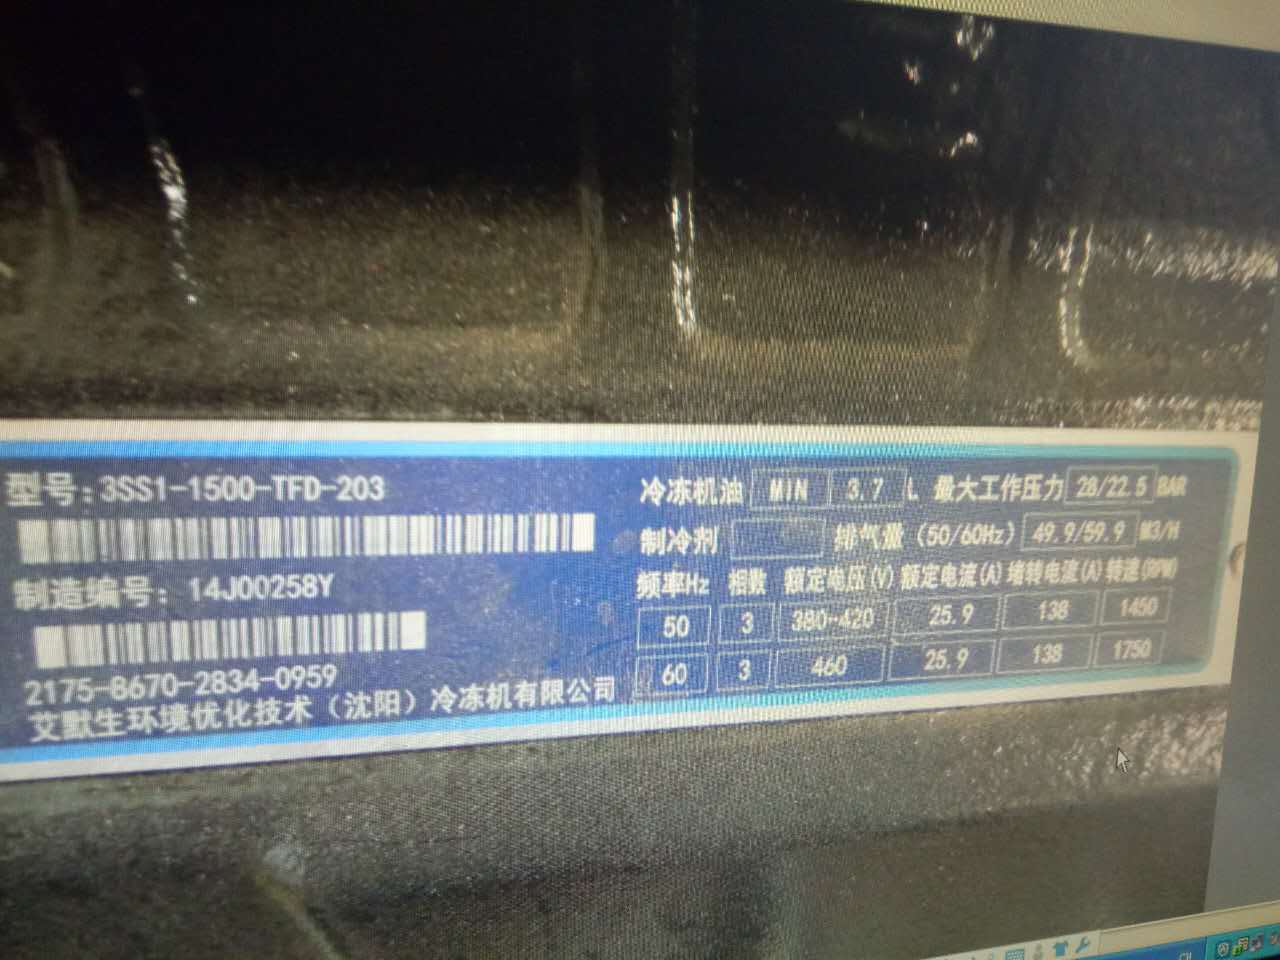 型号:3SS1-1500-TFD-203
制造编号: 14J00258Y
2175-8670-2834-0959
艾默生环境优化技术（沈阳）冷冻机有限公司
冷冻机油 MIN 3.7 L 最大工作压力 28/22.5 BAR
制冷剂 排气量（50/60Hz）49.9/59.9 M3/H
频率Hz 相数 额定电压(V) 额定电流(A) 堵转电流(A) 转速(RPM)
50 3 380-420 25.9 138 1450
60 3 460 25.9 138 1750